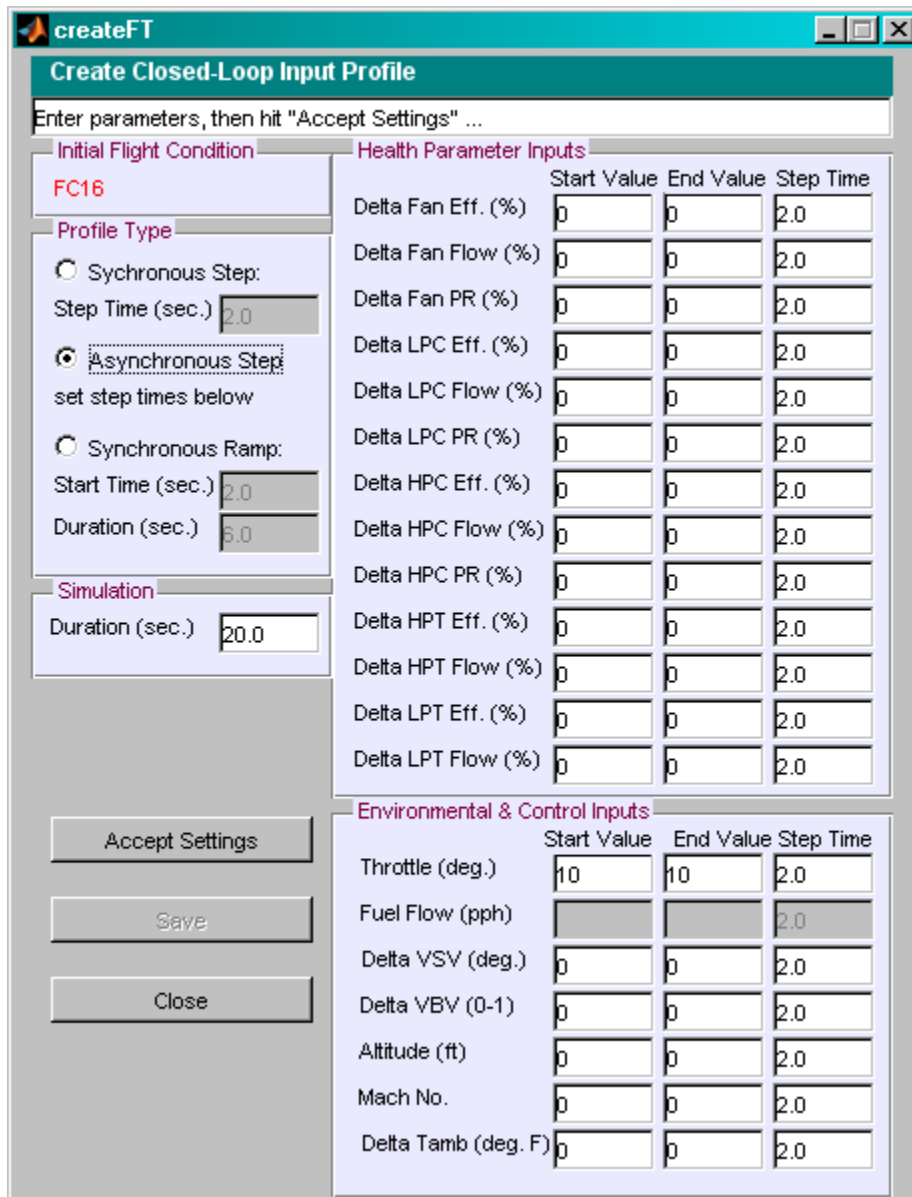 createFT
Create Closed-Loop Input Profile
Enter parameters, then hit "Accept Settings" ...
Initial Flight Condition
FC16
Profile Type
Sychronous Step:
Step Time (sec.) 2.0
Asynchronous Step
set step times below
Synchronous Ramp:
Start Time (sec.) 2.0
Duration (sec.) 6.0
Simulation
Duration (sec.) 20.0
Accept Settings
Save
Close
Health Parameter Inputs
Start Value End Value Step Time
Delta Fan Eff. (%) 0 0 2.0
Delta Fan Flow (%) 0 0 2.0
Delta Fan PR (%) 0 0 2.0
Delta LPC Eff. (%) 0 0 2.0
Delta LPC Flow (%) 0 0 2.0
Delta LPC PR (%) 0 0 2.0
Delta HPC Eff. (%) 0 0 2.0
Delta HPC Flow (%) 0 0 2.0
Delta HPC PR (%) 0 0 2.0
Delta HPT Eff. (%) 0 0 2.0
Delta HPT Flow (%) 0 0 2.0
Delta LPT Eff. (%) 0 0 2.0
Delta LPT Flow (%) 0 0 2.0
Environmental & Control Inputs
Start Value End Value Step Time
Throttle (deg.) 10 10 2.0
Fuel Flow (pph) 2.0
Delta VSV (deg.) 0 0 2.0
Delta VBV (0-1) 0 0 2.0
Altitude (ft) 0 0 2.0
Mach No. 0 0 2.0
Delta Tamb (deg. F) 0 0 2.0